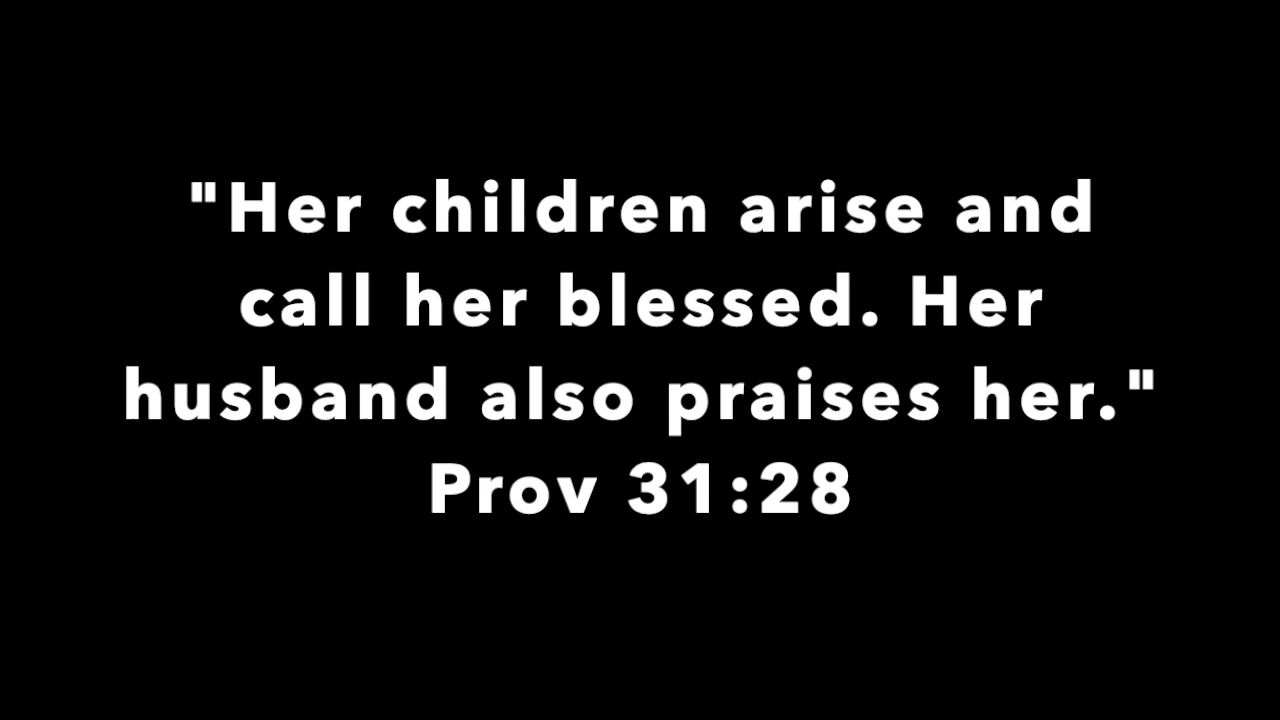 "Her children arise and
call her blessed. Her
husband also praises her."
Prov 31:28